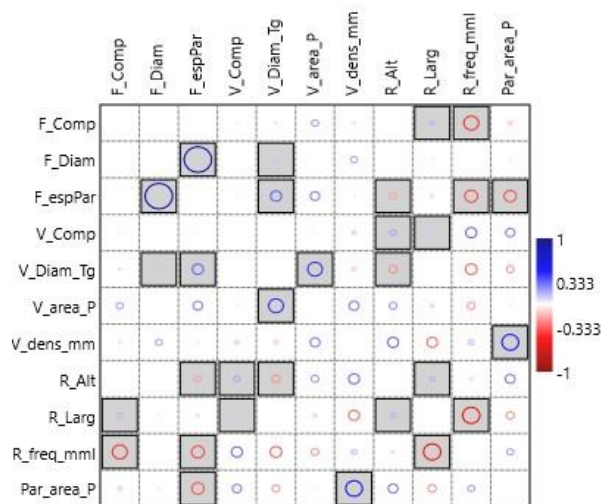 F_Comp
F_Diam
F_espPar
V_Comp
V_Diam_Tg
V_area_P
V_dens_mm
R_Alt
R_Larg
R_freq_mml
Par_area_P
F_Comp
F_Diam
F_espPar
V_Comp
V_Diam_Tg
V_area_P
V_dens_mm
R_Alt
R_Larg
R_freq_mml
Par_area_P
1
0.333
-0.333
-1